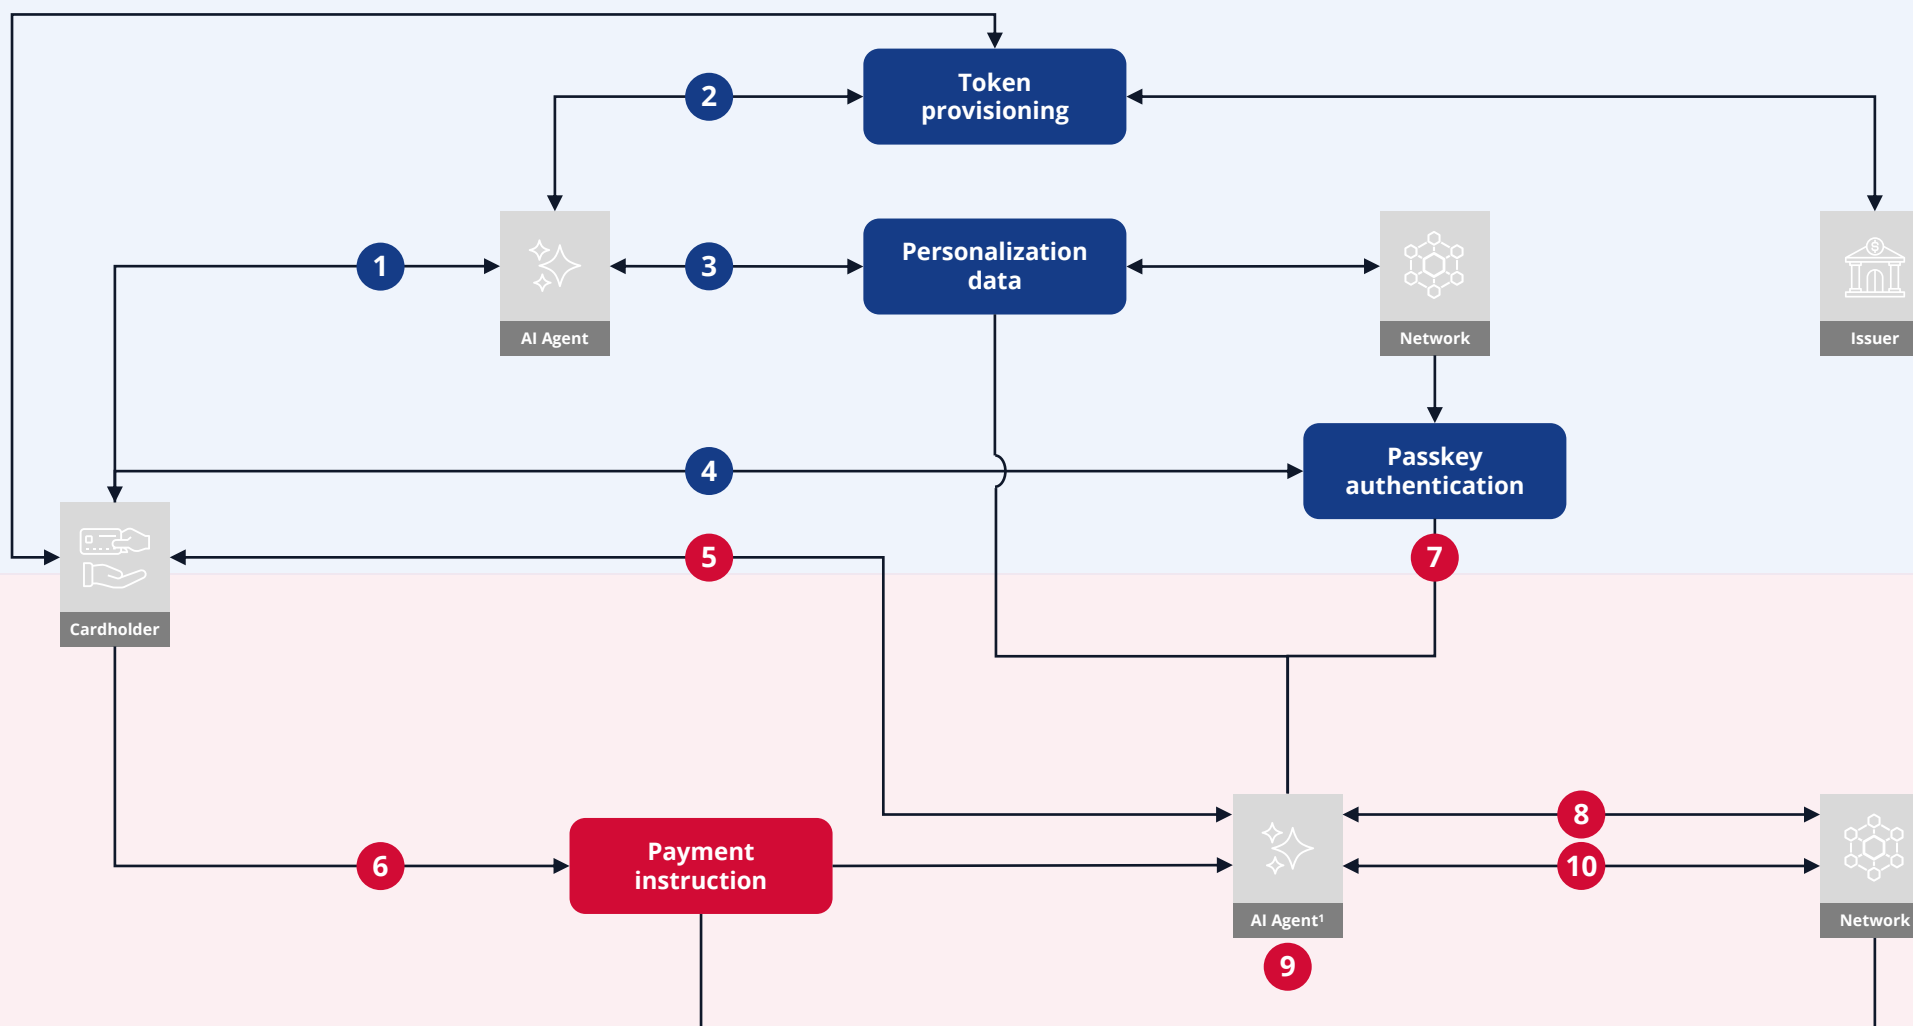 Token
provisioning
2
1
3
Personalization
data
AI Agent
Network
$
Issuer
4
Passkey
authentication
5
7
Cardholder
8
6
Payment
instruction
10
AI Agent¹
Network
9